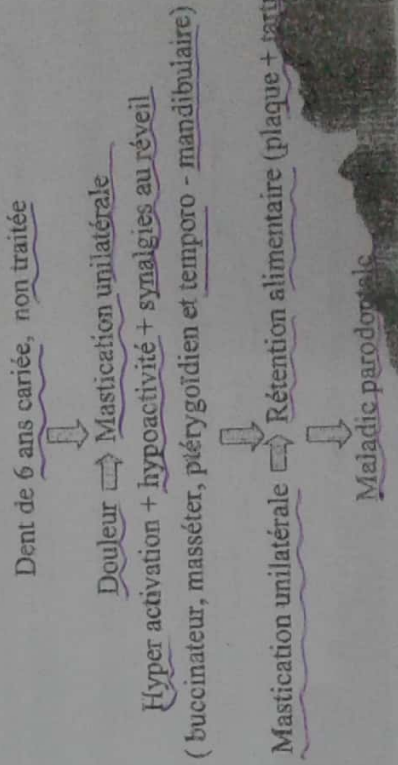 Dent de 6 ans cariée, non traitée
⇩
Douleur ⇨ Mastication unilatérale
Hyper activation + hypoactivité + synalgies au réveil
( buccinateur, masséter, ptérygoïdien et temporo - mandibulaire)
⇩
Mastication unilatérale ⇨ Rétention alimentaire (plaque +
⇩
Maladie parodontale